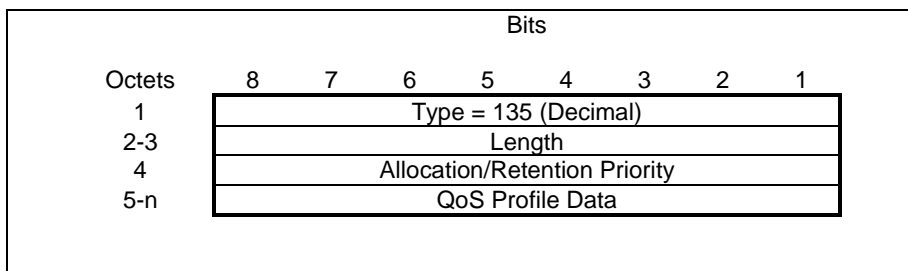 Bits
Octets 8 7 6 5 4 3 2 1
1 Type = 135 (Decimal)
2-3 Length
4 Allocation/Retention Priority
5-n QoS Profile Data